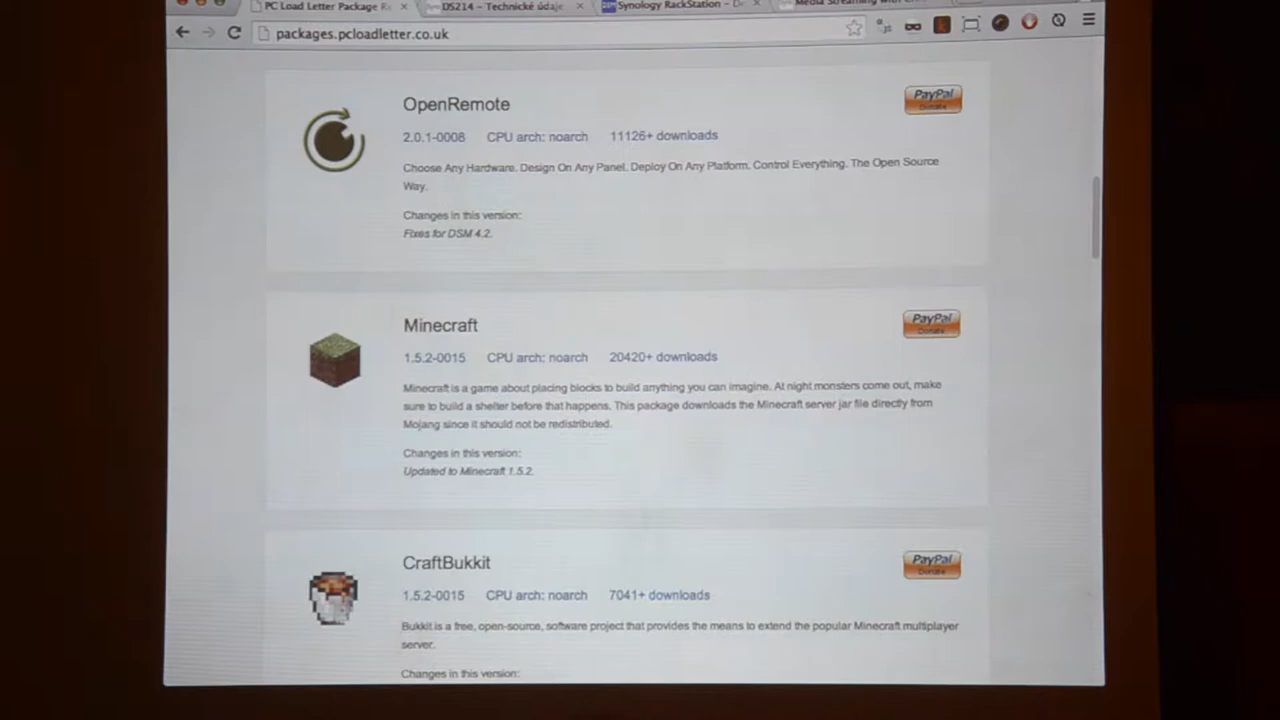 PC Load Letter Package R
DS214 – Technické údaje
Synology RackStation – D
Media Streaming with
packages.pcloadletter.co.uk
OpenRemote
PayPal
Donate
2.0.1-0008 CPU arch: noarch 11126+ downloads
Choose Any Hardware. Design On Any Panel. Deploy On Any Platform. Control Everything. The Open Source
Way.
Changes in this version:
Fixes for DSM 4.2.
Minecraft
PayPal
Donate
1.5.2-0015 CPU arch: noarch 20420+ downloads
Minecraft is a game about placing blocks to build anything you can imagine. At night monsters come out, make
sure to build a shelter before that happens. This package downloads the Minecraft server jar file directly from
Mojang since it should not be redistributed.
Changes in this version:
Updated to Minecraft 1.5.2.
CraftBukkit
PayPal
Donate
1.5.2-0015 CPU arch: noarch 7041+ downloads
Bukkit is a free, open-source, software project that provides the means to extend the popular Minecraft multiplayer
server.
Changes in this version: